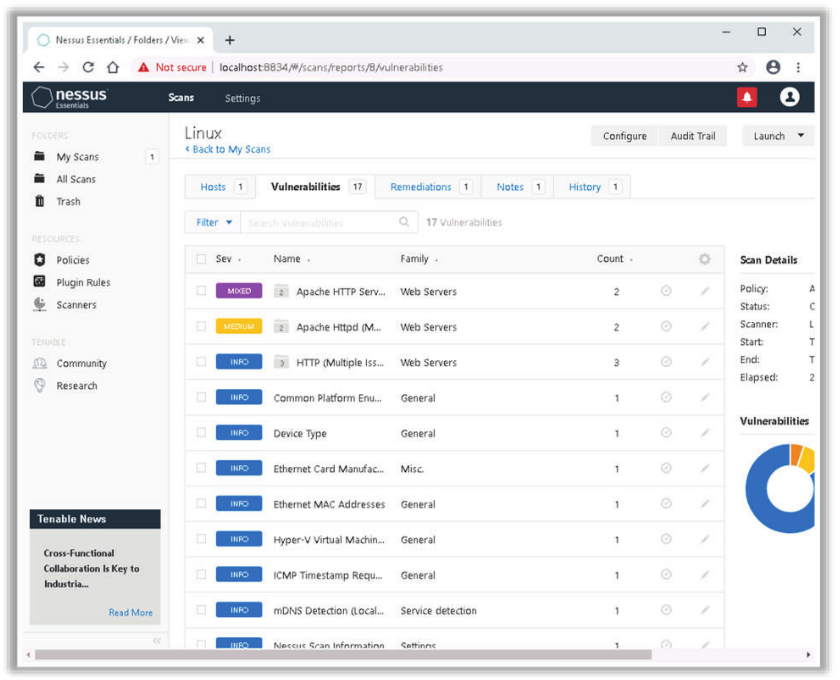 Nessus Essentials / Folders / View
Not secure | localhost:8834/#/scans/reports/8/vulnerabilities
nessus
Essentials
Scans
Settings
FOLDERS
My Scans 1
All Scans
Trash
RESOURCES
Policies
Plugin Rules
Scanners
TENABLE
Community
Research
Tenable News
Cross-Functional
Collaboration Is Key to
Industria...
Read More
Linux
< Back to My Scans
Configure
Audit Trail
Launch
Hosts 1
Vulnerabilities 17
Remediations 1
Notes 1
History 1
Filter
Search Vulnerabilities
17 Vulnerabilities
Sev Name Family Count
MIXED 2 Apache HTTP Serv... Web Servers 2
MEDIUM 2 Apache Httpd (M... Web Servers 2
INFO 3 HTTP (Multiple Iss... Web Servers 3
INFO Common Platform Enu... General 1
INFO Device Type General 1
INFO Ethernet Card Manufac... Misc. 1
INFO Ethernet MAC Addresses General 1
INFO Hyper-V Virtual Machin... General 1
INFO ICMP Timestamp Requ... General 1
INFO mDNS Detection (Local... Service detection 1
INFO Nessus Scan Information Settings 1
Scan Details
Policy: A
Status: C
Scanner: L
Start: T
End: T
Elapsed: 2
Vulnerabilities